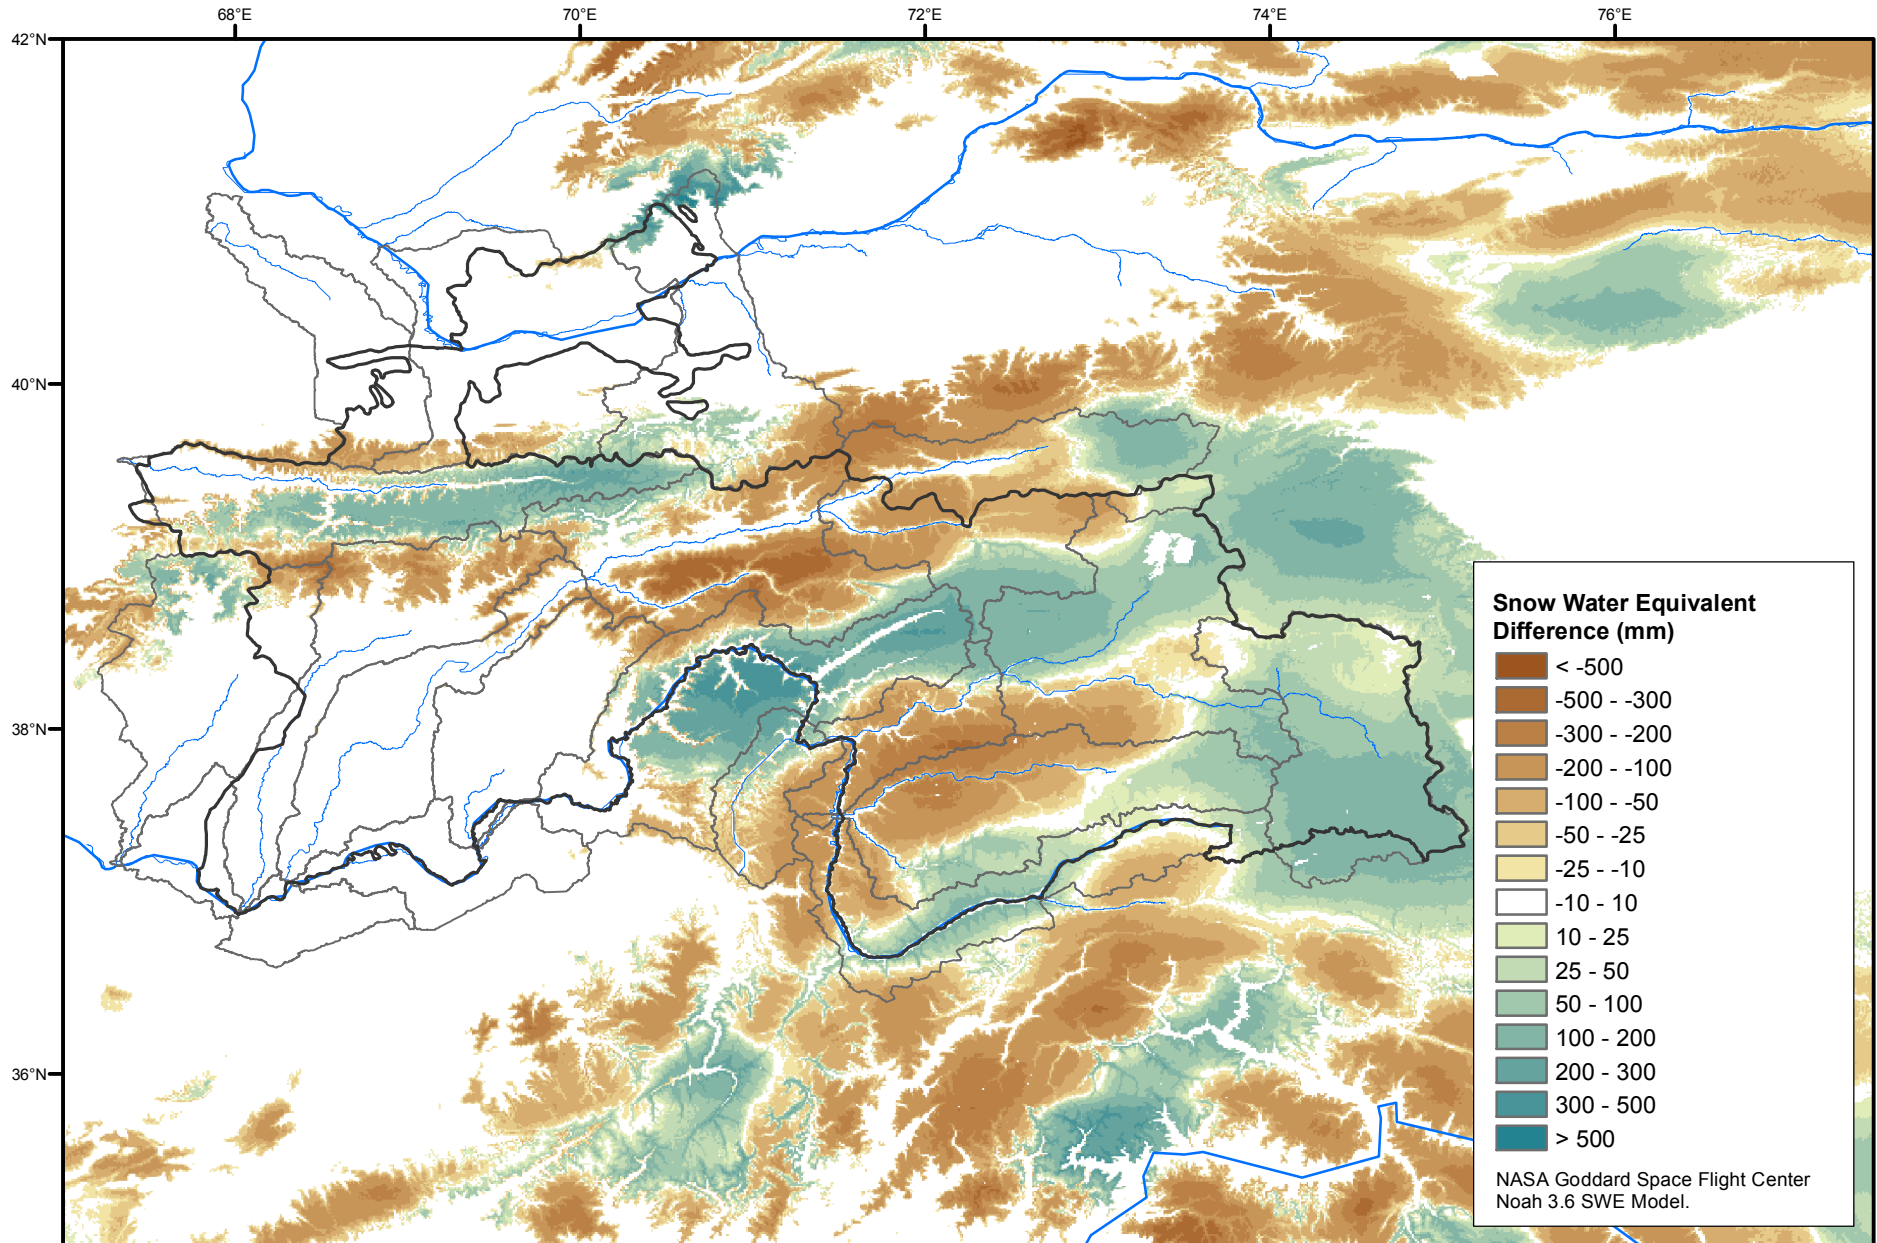 68°E 70°E 72°E 74°E 76°E
42°N
40°N
38°N
36°N
Snow Water Equivalent
Difference (mm)
< -500
-500 - -300
-300 - -200
-200 - -100
-100 - -50
-50 - -25
-25 - -10
-10 - 10
10 - 25
25 - 50
50 - 100
100 - 200
200 - 300
300 - 500
> 500
NASA Goddard Space Flight Center
Noah 3.6 SWE Model.